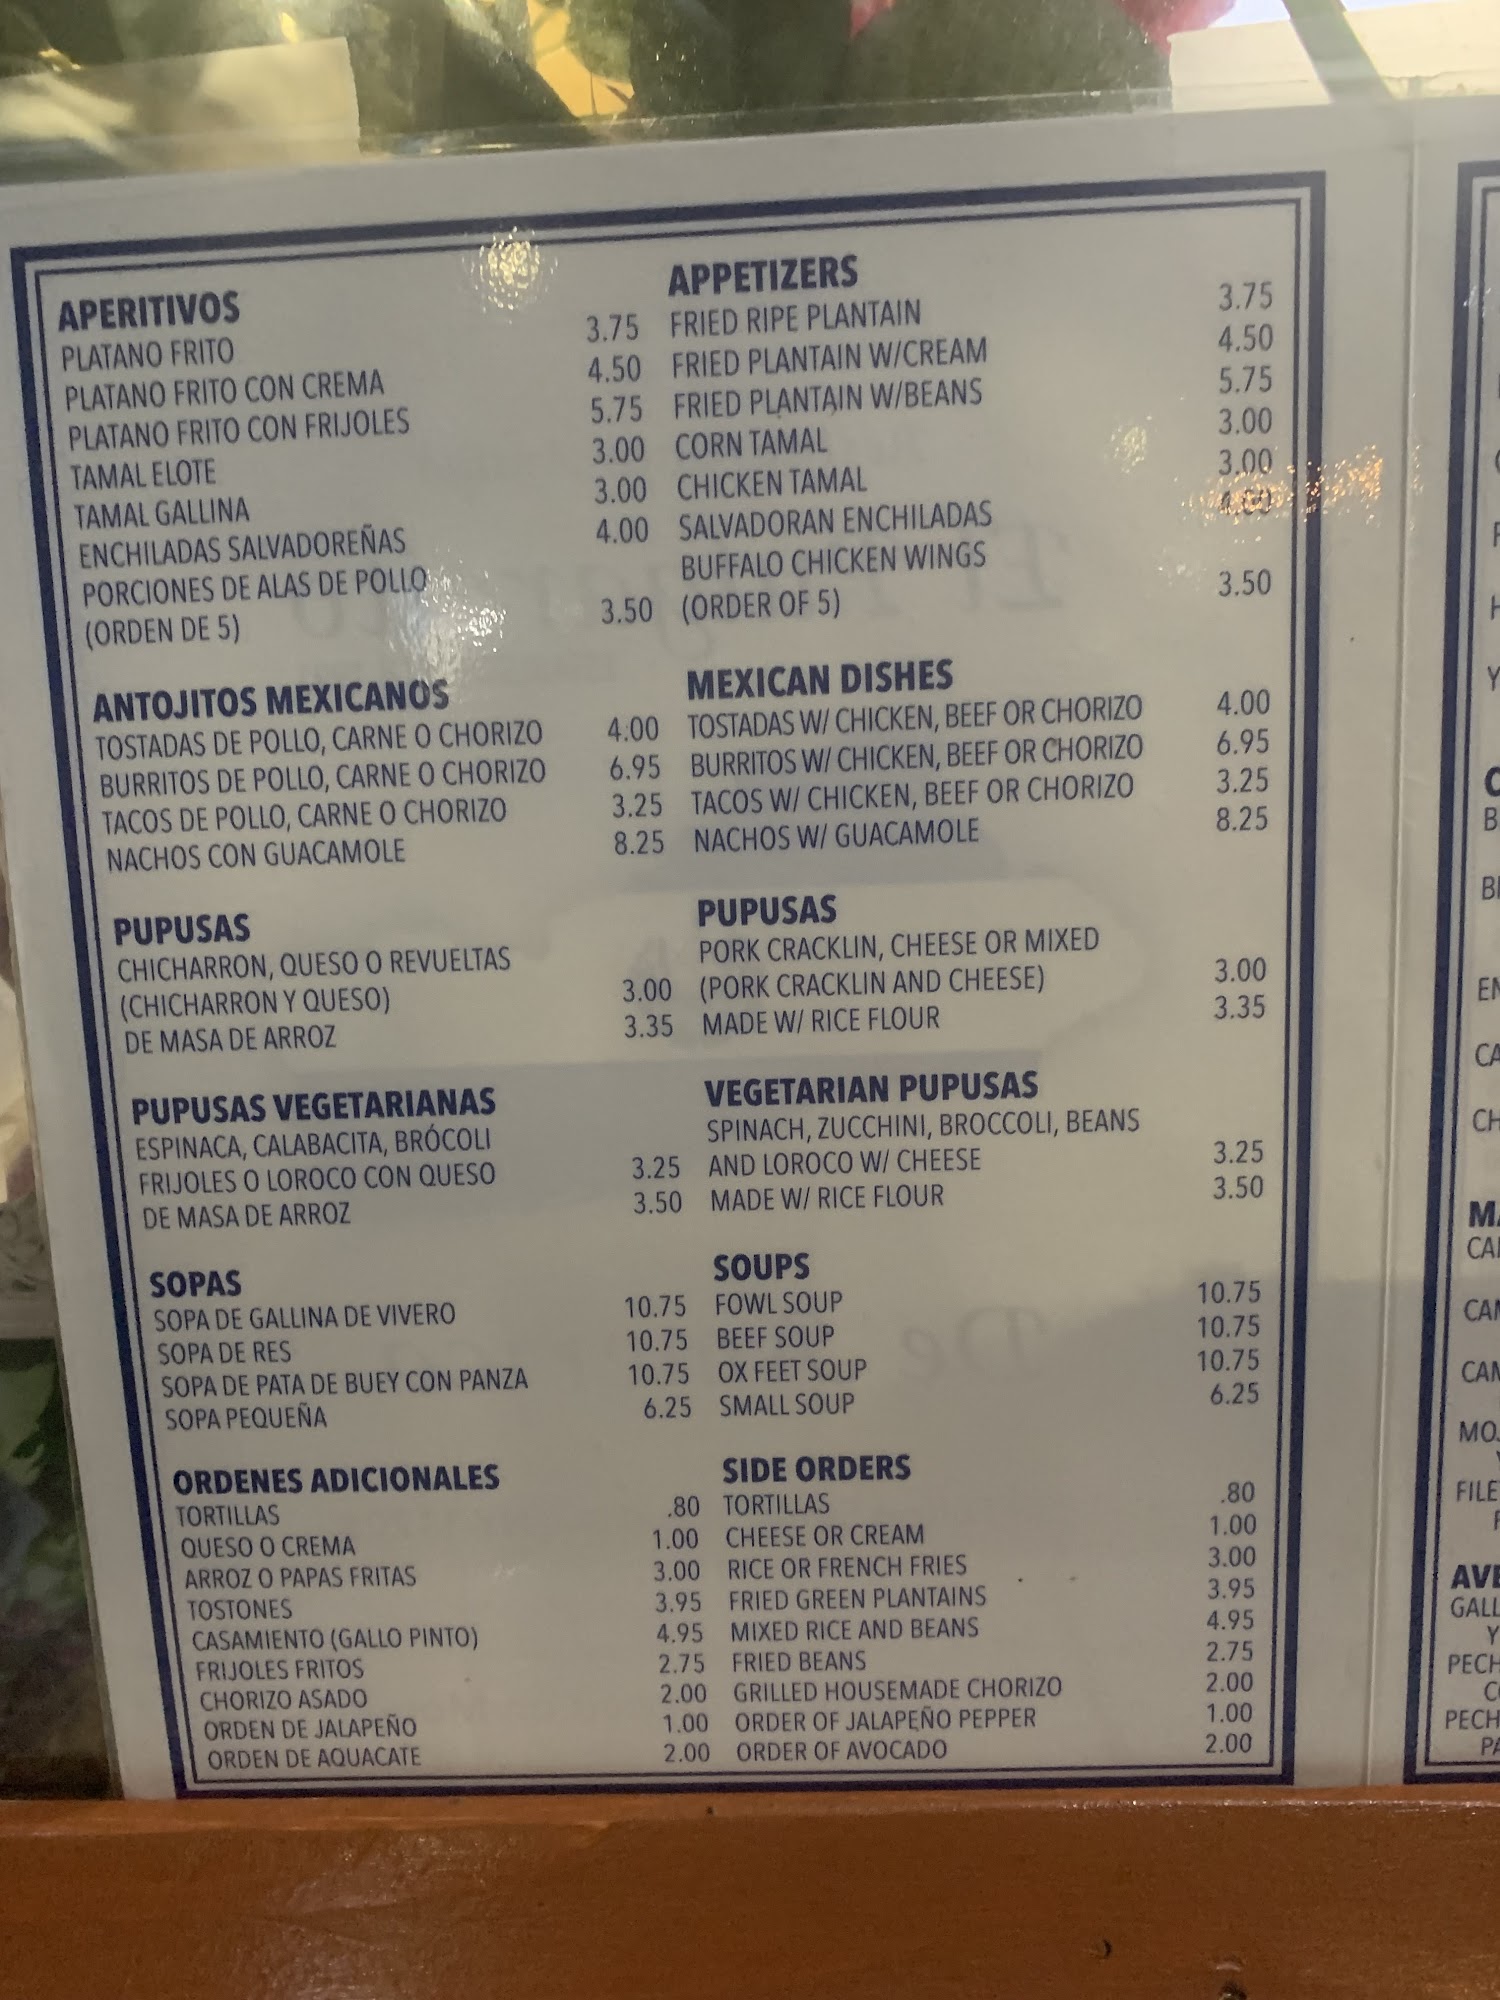 APERITIVOS
PLATANO FRITO 3.75
PLATANO FRITO CON CREMA 4.50
PLATANO FRITO CON FRIJOLES 5.75
TAMAL ELOTE 3.00
TAMAL GALLINA 3.00
ENCHILADAS SALVADOREÑAS 4.00
PORCIONES DE ALAS DE POLLO
(ORDEN DE 5) 3.50
ANTOJITOS MEXICANOS
TOSTADAS DE POLLO, CARNE O CHORIZO 4.00
BURRITOS DE POLLO, CARNE O CHORIZO 6.95
TACOS DE POLLO, CARNE O CHORIZO 3.25
NACHOS CON GUACAMOLE 8.25
PUPUSAS
CHICHARRON, QUESO O REVUELTAS
(CHICHARRON Y QUESO) 3.00
DE MASA DE ARROZ 3.35
PUPUSAS VEGETARIANAS
ESPINACA, CALABACITA, BRÓCOLI
FRIJOLES O LOROCO CON QUESO 3.25
DE MASA DE ARROZ 3.50
SOPAS
SOPA DE GALLINA DE VIVERO 10.75
SOPA DE RES 10.75
SOPA DE PATA DE BUEY CON PANZA 10.75
SOPA PEQUEÑA 6.25
ORDENES ADICIONALES
TORTILLAS .80
QUESO O CREMA 1.00
ARROZ O PAPAS FRITAS 3.00
TOSTONES 3.95
CASAMIENTO (GALLO PINTO) 4.95
FRIJOLES FRITOS 2.75
CHORIZO ASADO 2.00
ORDEN DE JALAPEÑO 1.00
ORDEN DE AQUACATE 2.00
APPETIZERS
FRIED RIPE PLANTAIN 3.75
FRIED PLANTAIN W/CREAM 4.50
FRIED PLANTAIN W/BEANS 5.75
CORN TAMAL 3.00
CHICKEN TAMAL 3.00
SALVADORAN ENCHILADAS 4.00
BUFFALO CHICKEN WINGS
(ORDER OF 5) 3.50
MEXICAN DISHES
TOSTADAS W/ CHICKEN, BEEF OR CHORIZO 4.00
BURRITOS W/ CHICKEN, BEEF OR CHORIZO 6.95
TACOS W/ CHICKEN, BEEF OR CHORIZO 3.25
NACHOS W/ GUACAMOLE 8.25
PUPUSAS
PORK CRACKLIN, CHEESE OR MIXED
(PORK CRACKLIN AND CHEESE) 3.00
MADE W/ RICE FLOUR 3.35
VEGETARIAN PUPUSAS
SPINACH, ZUCCHINI, BROCCOLI, BEANS
AND LOROCO W/ CHEESE 3.25
MADE W/ RICE FLOUR 3.50
SOUPS
FOWL SOUP 10.75
BEEF SOUP 10.75
OX FEET SOUP 10.75
SMALL SOUP 6.25
SIDE ORDERS
TORTILLAS .80
CHEESE OR CREAM 1.00
RICE OR FRENCH FRIES 3.00
FRIED GREEN PLANTAINS 3.95
MIXED RICE AND BEANS 4.95
FRIED BEANS 2.75
GRILLED HOUSEMADE CHORIZO 2.00
ORDER OF JALAPEÑO PEPPER 1.00
ORDER OF AVOCADO 2.00